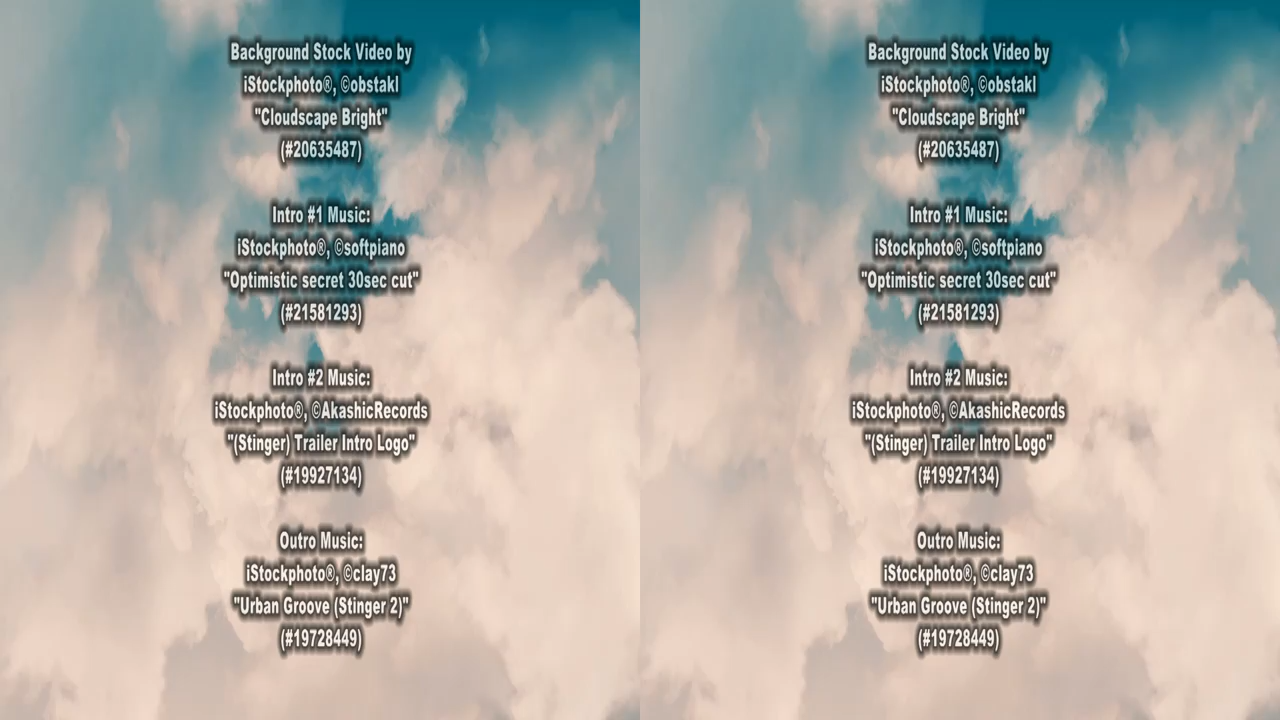 Background Stock Video by
iStockphoto®, ©obstakl
"Cloudscape Bright"
(#20635487)
Intro #1 Music:
iStockphoto®, ©softpiano
"Optimistic secret 30sec cut"
(#21581293)
Intro #2 Music:
iStockphoto®, ©AkashicRecords
"(Stinger) Trailer Intro Logo"
(#19927134)
Outro Music:
iStockphoto®, ©clay73
"Urban Groove (Stinger 2)"
(#19728449)
Background Stock Video by
iStockphoto®, ©obstakl
"Cloudscape Bright"
(#20635487)
Intro #1 Music:
iStockphoto®, ©softpiano
"Optimistic secret 30sec cut"
(#21581293)
Intro #2 Music:
iStockphoto®, ©AkashicRecords
"(Stinger) Trailer Intro Logo"
(#19927134)
Outro Music:
iStockphoto®, ©clay73
"Urban Groove (Stinger 2)"
(#19728449)